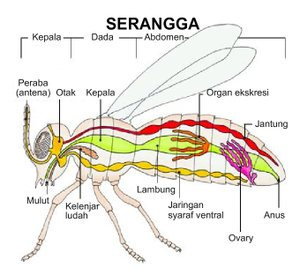 SERANGGA
Kepala Dada Abdomen
Peraba
(antena)
Otak
Kepala
Organ ekskresi
Jantung
Mulut
Kelenjar
ludah
Lambung
Jaringan
syaraf ventral
Ovary
Anus